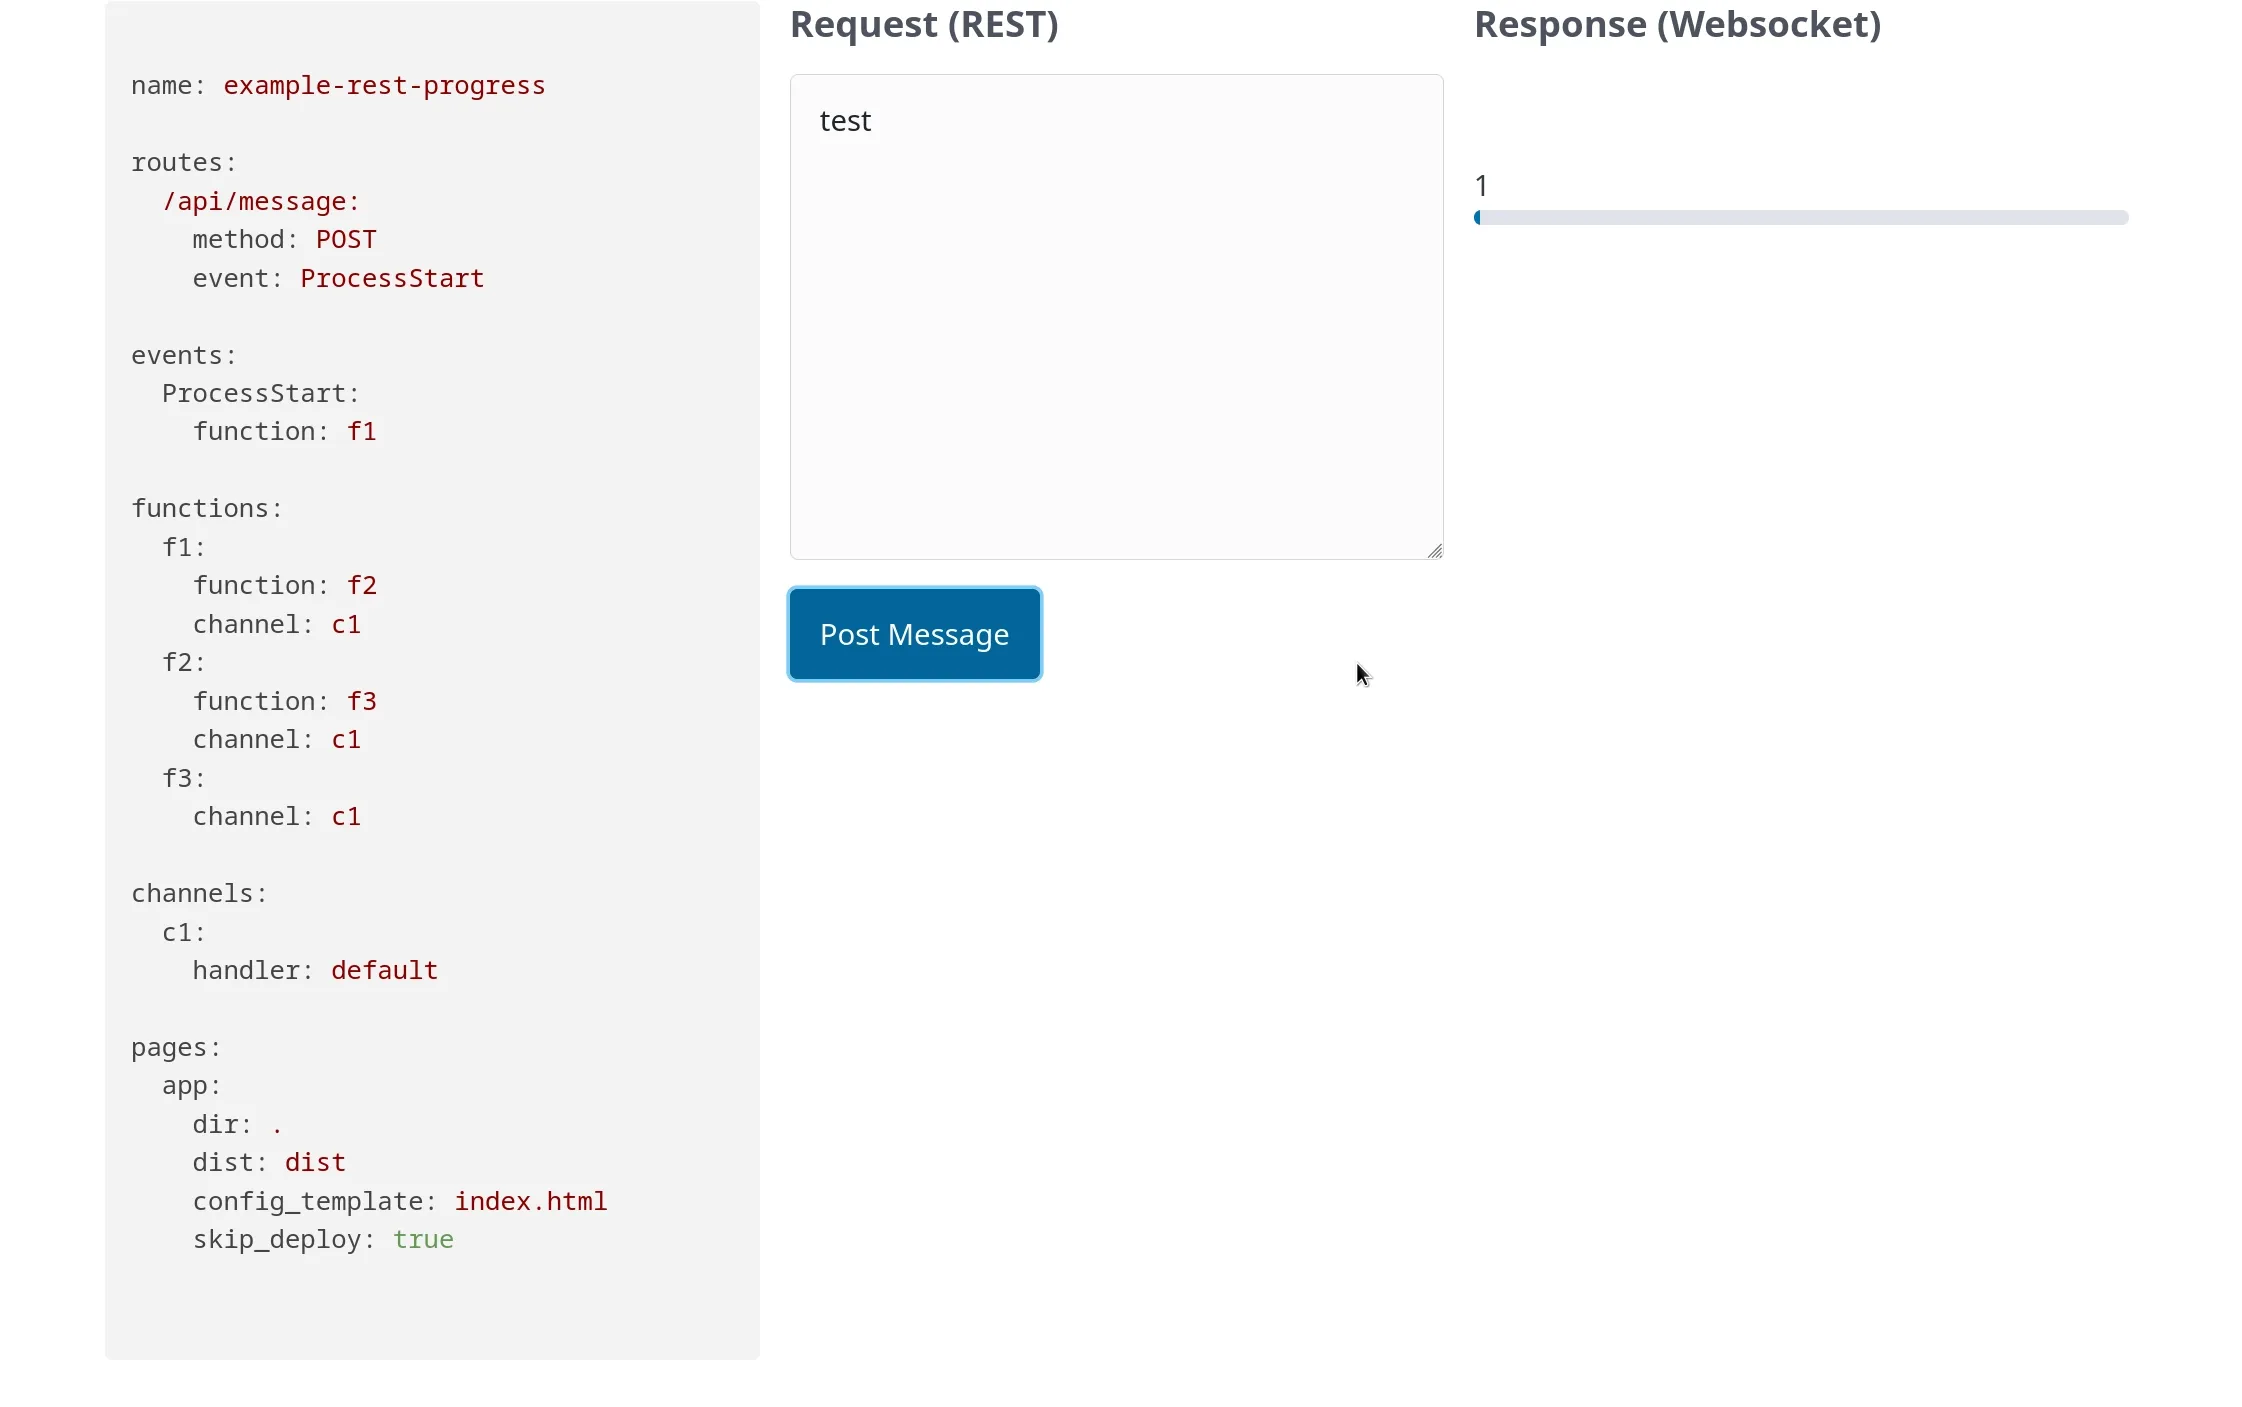 name: example-rest-progress
routes:
  /api/message:
    method: POST
    event: ProcessStart
events:
  ProcessStart:
    function: f1
functions:
  f1:
    function: f2
    channel: c1
  f2:
    function: f3
    channel: c1
  f3:
    channel: c1
channels:
  c1:
    handler: default
pages:
  app:
    dir: .
    dist: dist
    config_template: index.html
    skip_deploy: true
Request (REST)
test
Post Message
Response (Websocket)
1